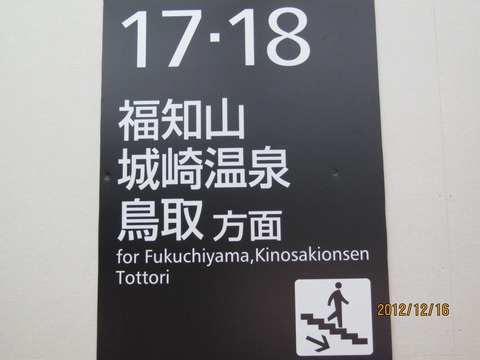 17·18
福知山
城崎温泉
鳥取 方面
for Fukuchiyama,Kinosakionsen
Tottori
2012/12/16